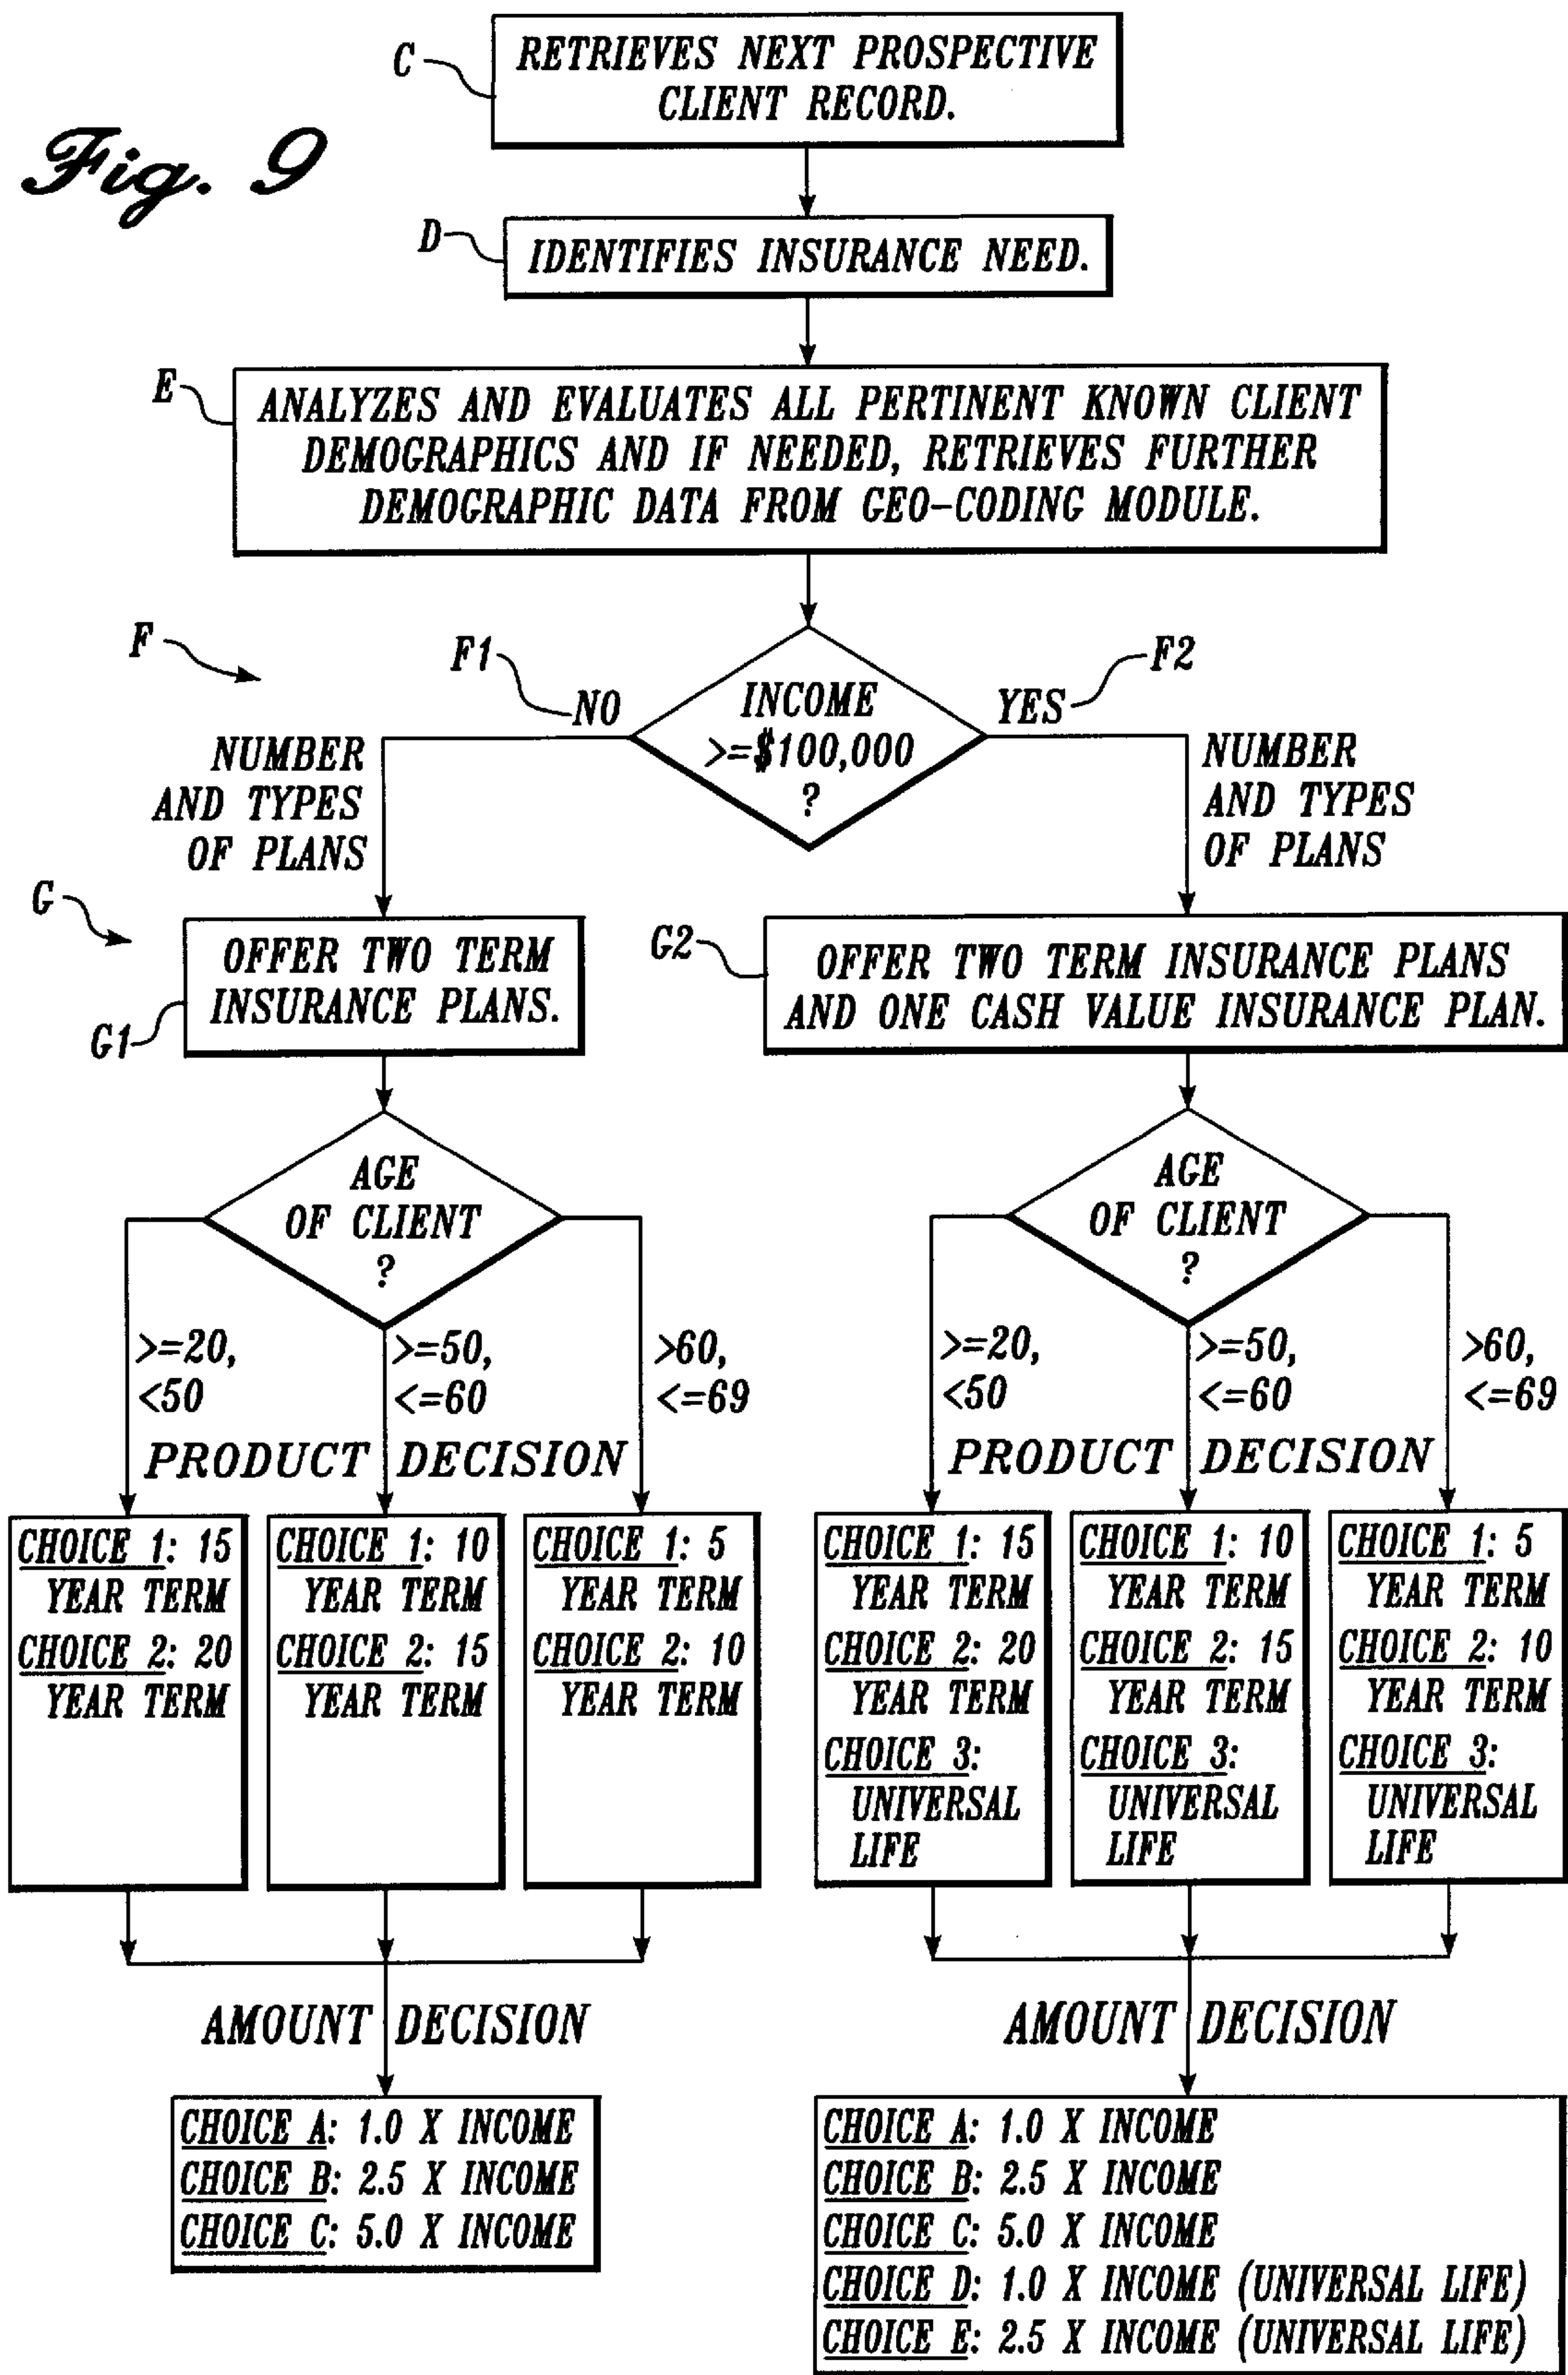 Fig. 9
C
RETRIEVES NEXT PROSPECTIVE
CLIENT RECORD.
D
IDENTIFIES INSURANCE NEED.
E
ANALYZES AND EVALUATES ALL PERTINENT KNOWN CLIENT
DEMOGRAPHICS AND IF NEEDED, RETRIEVES FURTHER
DEMOGRAPHIC DATA FROM GEO-CODING MODULE.
F
F1
NO
INCOME
>=$100,000
?
YES
F2
NUMBER
AND TYPES
OF PLANS
NUMBER
AND TYPES
OF PLANS
G
OFFER TWO TERM
INSURANCE PLANS.
G1
G2
OFFER TWO TERM INSURANCE PLANS
AND ONE CASH VALUE INSURANCE PLAN.
AGE
OF CLIENT
?
>=20,
<50
>=50,
<=60
>60,
<=69
PRODUCT DECISION
CHOICE 1: 15
YEAR TERM
CHOICE 2: 20
YEAR TERM
CHOICE 1: 10
YEAR TERM
CHOICE 2: 15
YEAR TERM
CHOICE 1: 5
YEAR TERM
CHOICE 2: 10
YEAR TERM
AMOUNT DECISION
CHOICE A: 1.0 X INCOME
CHOICE B: 2.5 X INCOME
CHOICE C: 5.0 X INCOME
AGE
OF CLIENT
?
>=20,
<50
>=50,
<=60
>60,
<=69
PRODUCT DECISION
CHOICE 1: 15
YEAR TERM
CHOICE 2: 20
YEAR TERM
CHOICE 3:
UNIVERSAL
LIFE
CHOICE 1: 10
YEAR TERM
CHOICE 2: 15
YEAR TERM
CHOICE 3:
UNIVERSAL
LIFE
CHOICE 1: 5
YEAR TERM
CHOICE 2: 10
YEAR TERM
CHOICE 3:
UNIVERSAL
LIFE
AMOUNT DECISION
CHOICE A: 1.0 X INCOME
CHOICE B: 2.5 X INCOME
CHOICE C: 5.0 X INCOME
CHOICE D: 1.0 X INCOME (UNIVERSAL LIFE)
CHOICE E: 2.5 X INCOME (UNIVERSAL LIFE)